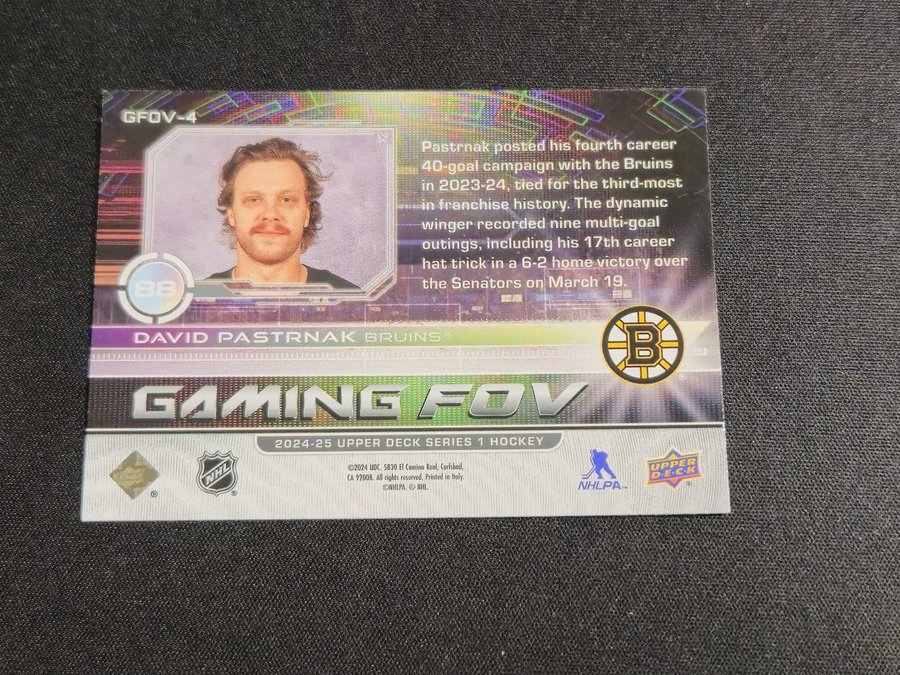 GFOV-4
Pastrnak posted his fourth career
40-goal campaign with the Bruins
in 2023-24, tied for the third-most
in franchise history. The dynamic
winger recorded nine multi-goal
outings, including his 17th career
hat trick in a 6-2 home victory over
the Senators on March 19.
88
DAVID PASTRNAK BRUINS®
B
®
GAMING FOV
2024-25 UPPER DECK SERIES 1 HOCKEY
®
NHL
®
©2024 UDC. 5830 El Camino Real, Carlsbad,
CA 92008. All rights reserved. Printed in Italy.
©NHLPA. © NHL.
NHLPA™
UPPER
D·E·C·K
®